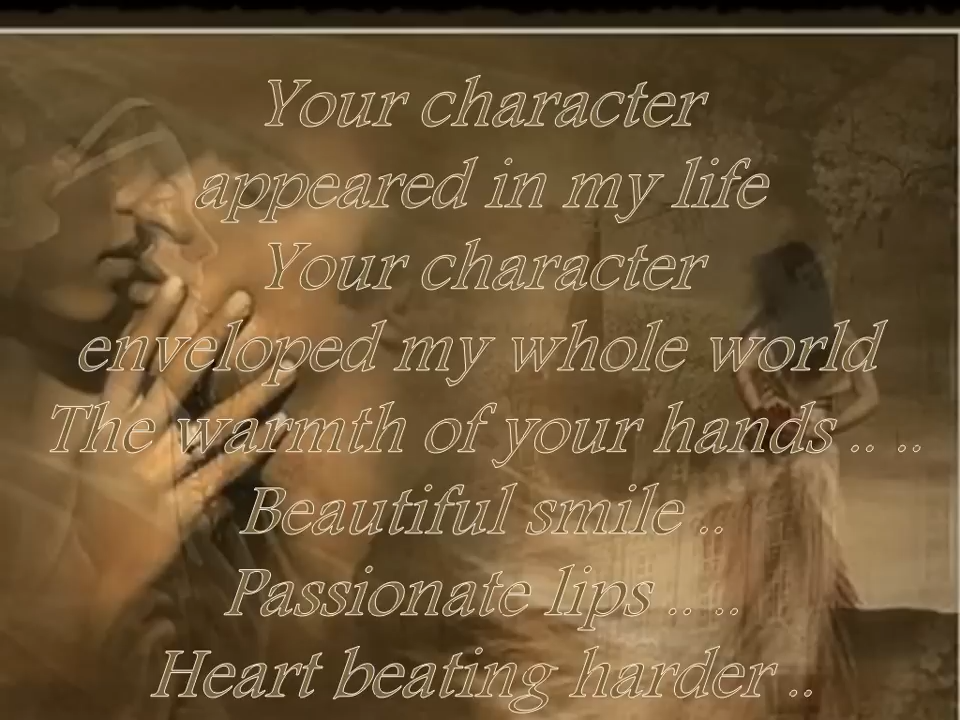 Your character
appeared in my life
Your character
enveloped my whole world
The warmth of your hands .. ..
Beautiful smile ..
Passionate lips .. ..
Heart beating harder ..